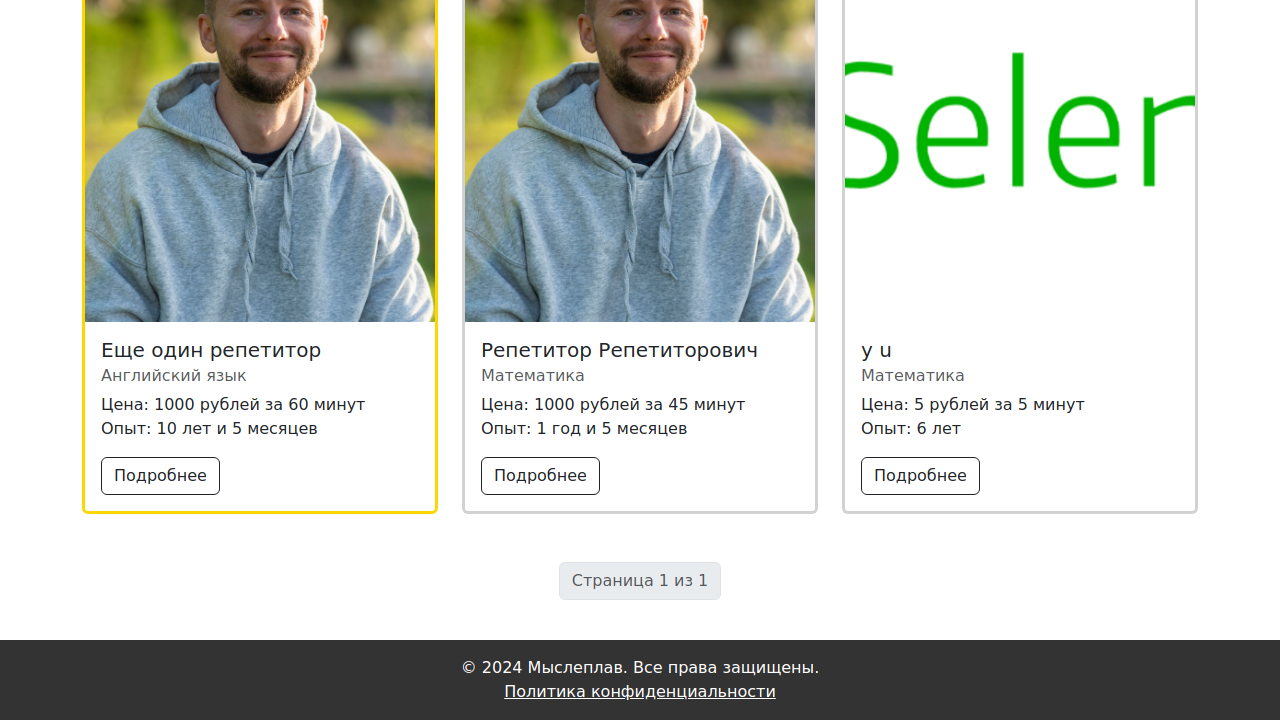 Seler
Еще один репетитор
Английский язык
Цена: 1000 рублей за 60 минут
Опыт: 10 лет и 5 месяцев
Подробнее
Репетитор Репетиторович
Математика
Цена: 1000 рублей за 45 минут
Опыт: 1 год и 5 месяцев
Подробнее
y u
Математика
Цена: 5 рублей за 5 минут
Опыт: 6 лет
Подробнее
Страница 1 из 1
© 2024 Мыслеплав. Все права защищены.
Политика конфиденциальности